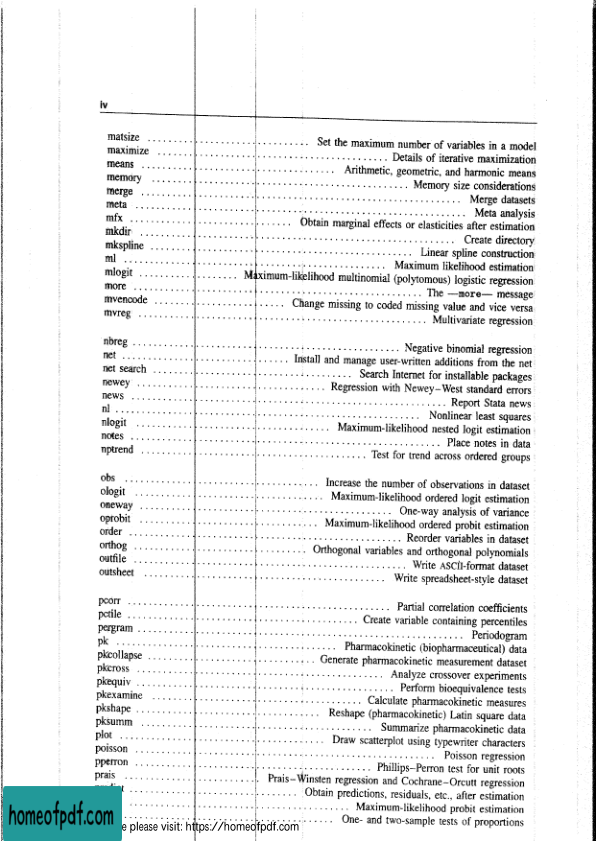 iv
matsize ............................ Set the maximum number of variables in a model
maximize ........................................ Details of iterative maximization
means .................................. Arithmetic, geometric, and harmonic means
memory ............................................. Memory size considerations
merge ........................................................ Merge datasets
meta ........................................................ Meta analysis
mfx ............................ Obtain marginal effects or elasticities after estimation
mkdir ....................................................... Create directory
mkspline .............................................. Linear spline construction
ml ............................................. Maximum likelihood estimation
mlogit .................. Maximum-likelihood multinomial (polytomous) logistic regression
more .................................................. The —more— message
mvencode ........................ Change missing to coded missing value and vice versa
mvreg ................................................. Multivariate regression
nbreg ............................................ Negative binomial regression
net ............................ Install and manage user-written additions from the net
net search .................................. Search Internet for installable packages
newey ................................. Regression with Newey–West standard errors
news ...................................................... Report Stata news
nl ................................................... Nonlinear least squares
nlogit .................................. Maximum-likelihood nested logit estimation
notes ..................................................... Place notes in data
nptrend ........................................ Test for trend across ordered groups
obs .................................. Increase the number of observations in dataset
ologit ................................. Maximum-likelihood ordered logit estimation
oneway ............................................. One-way analysis of variance
oprobit ............................... Maximum-likelihood ordered probit estimation
order ............................................... Reorder variables in dataset
orthog .............................. Orthogonal variables and orthogonal polynomials
outfile ................................................ Write ASCII-format dataset
outsheet .......................................... Write spreadsheet-style dataset
pcorr .............................................. Partial correlation coefficients
pctile ......................................... Create variable containing percentiles
pergram ......................................................... Periodogram
pk ...................................... Pharmacokinetic (biopharmaceutical) data
pkcollapse ............................ Generate pharmacokinetic measurement dataset
pkcross ........................................... Analyze crossover experiments
pkequiv ............................................. Perform bioequivalence tests
pkexamine ...................................... Calculate pharmacokinetic measures
pkshape ................................ Reshape (pharmacokinetic) Latin square data
pksumm ......................................... Summarize pharmacokinetic data
plot ................................... Draw scatterplot using typewriter characters
poisson .................................................... Poisson regression
pperron ......................................... Phillips–Perron test for unit roots
prais ........................ Prais–Winsten regression and Cochrane–Orcutt regression
............................... Obtain predictions, residuals, etc., after estimation
...................................... Maximum-likelihood probit estimation
.................................... One- and two-sample tests of proportions
homeofpdf.com
please visit: https://homeofpdf.com